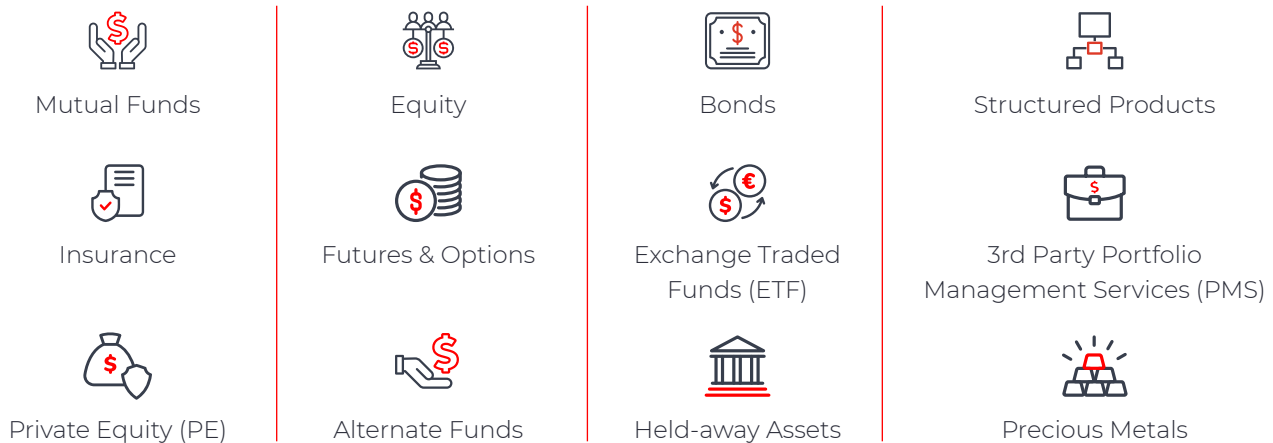 Mutual Funds
Equity
Bonds
Structured Products
Insurance
Futures & Options
Exchange Traded
Funds (ETF)
3rd Party Portfolio
Management Services (PMS)
Private Equity (PE)
Alternate Funds
Held-away Assets
Precious Metals